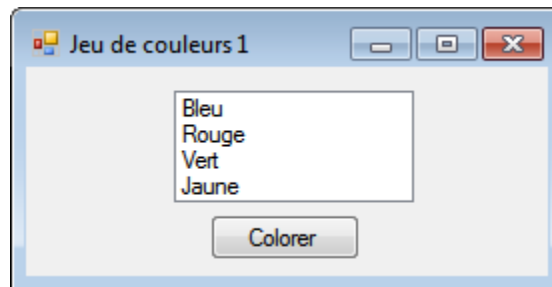 Jeu de couleurs 1
Bleu
Rouge
Vert
Jaune
Colorer